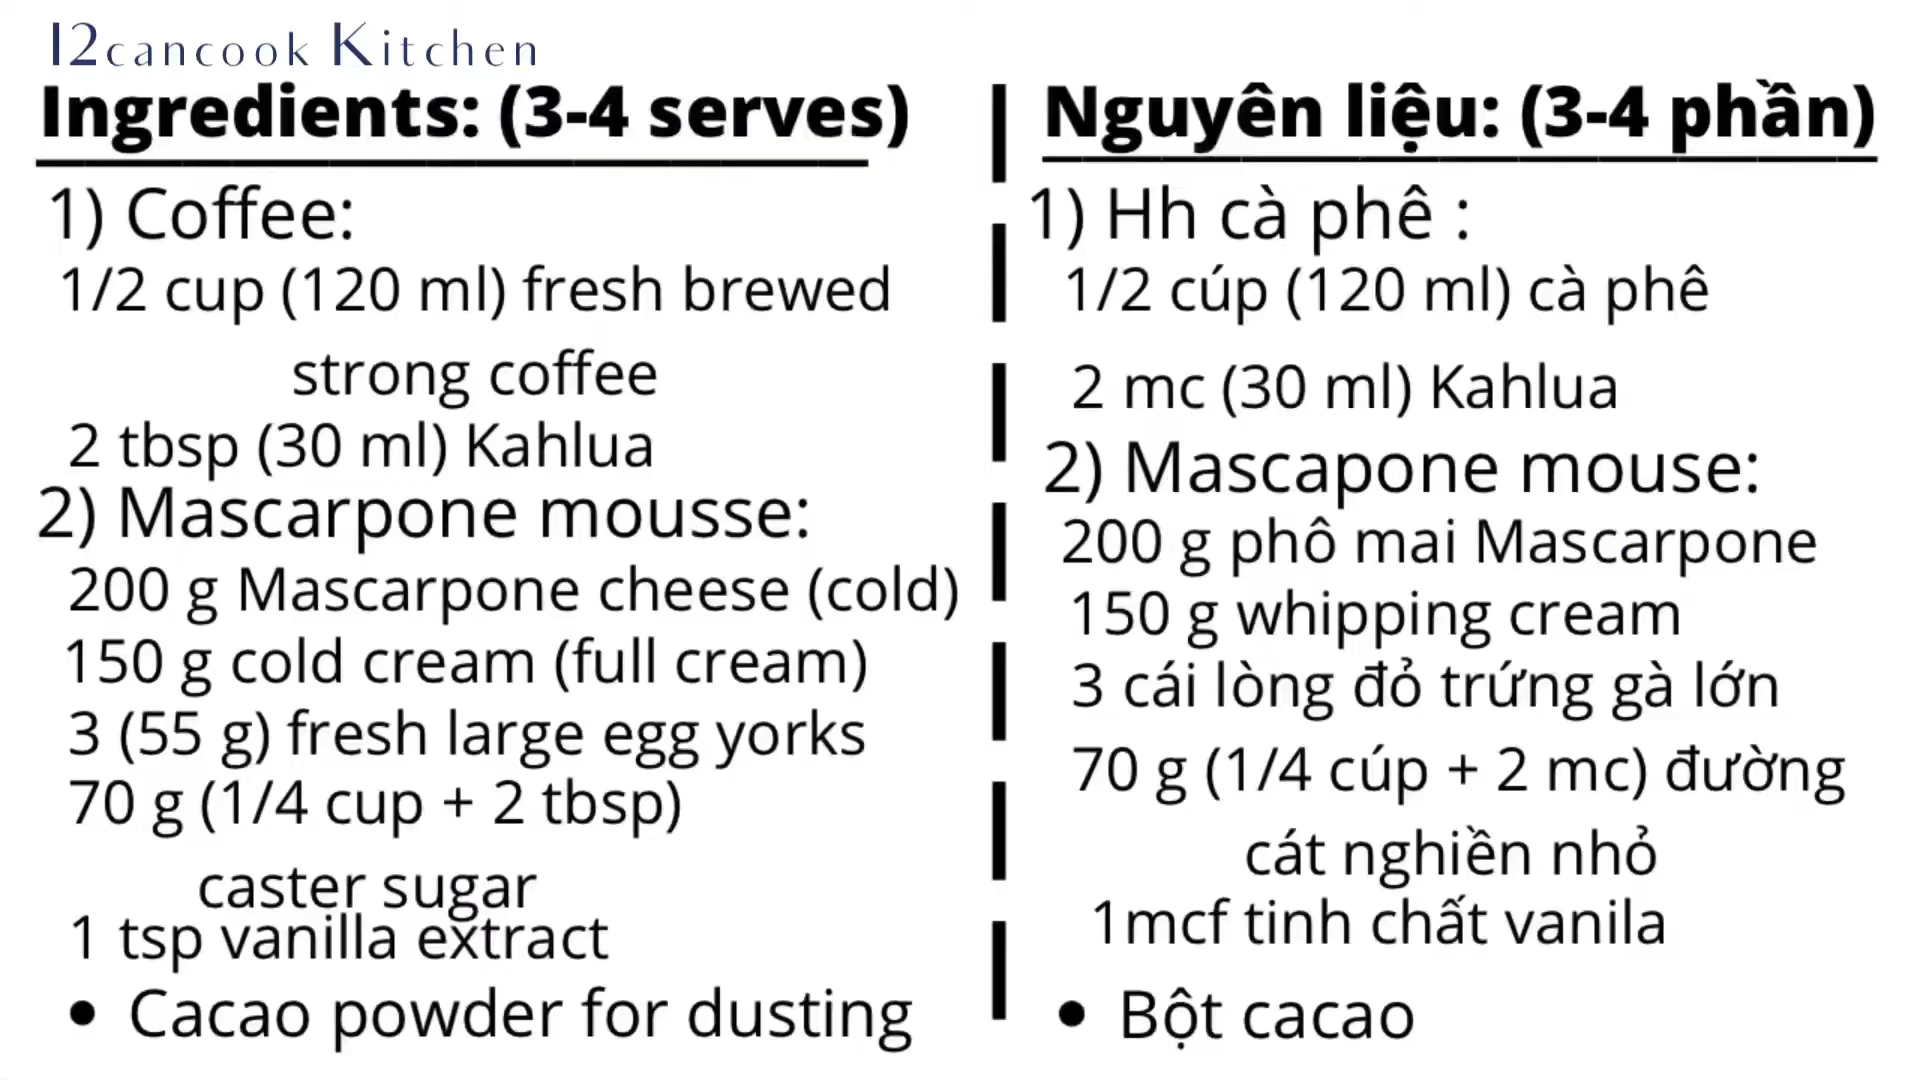 I2cancook Kitchen
Ingredients: (3-4 serves)
1) Coffee:
1/2 cup (120 ml) fresh brewed
strong coffee
2 tbsp (30 ml) Kahlua
2) Mascarpone mousse:
200 g Mascarpone cheese (cold)
150 g cold cream (full cream)
3 (55 g) fresh large egg yorks
70 g (1/4 cup + 2 tbsp)
caster sugar
1 tsp vanilla extract
• Cacao powder for dusting
Nguyên liệu: (3-4 phần)
1) Hh cà phê :
1/2 cúp (120 ml) cà phê
2 mc (30 ml) Kahlua
2) Mascapone mouse:
200 g phô mai Mascarpone
150 g whipping cream
3 cái lòng đỏ trứng gà lớn
70 g (1/4 cúp + 2 mc) đường
cát nghiền nhỏ
1mcf tinh chất vanila
• Bột cacao